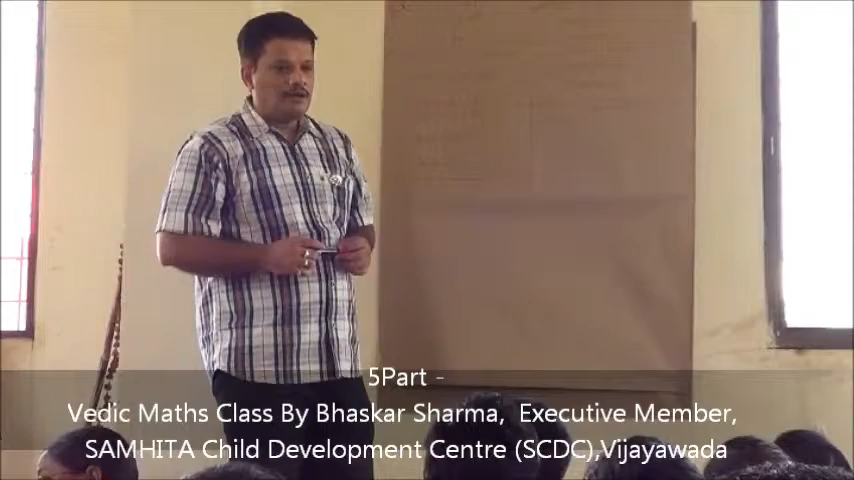 5Part -
Vedic Maths Class By Bhaskar Sharma, Executive Member,
SAMHITA Child Development Centre (SCDC),Vijayawada